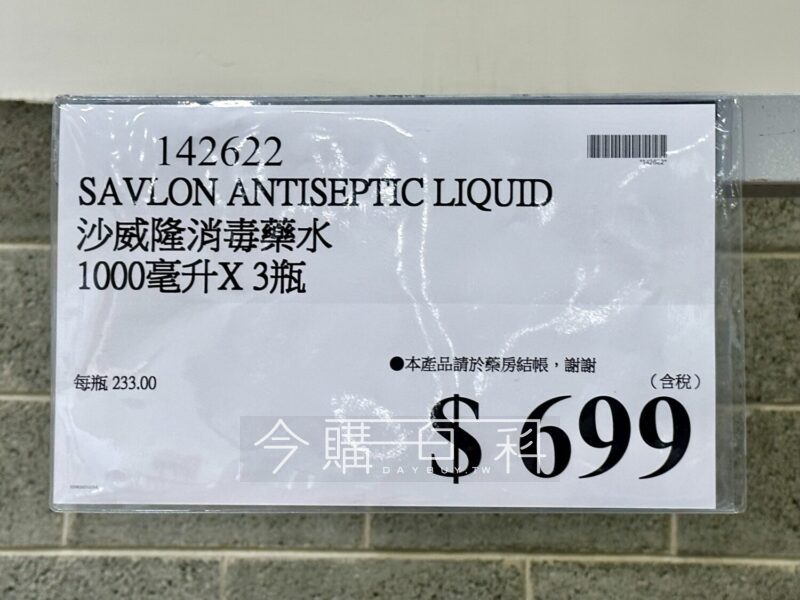 142622
*142622*
SAVLON ANTISEPTIC LIQUID
沙威隆消毒藥水
1000毫升X 3瓶
●本產品請於藥房結帳，謝謝
每瓶 233.00
（含稅）
$ 699
今購百科
DAYBUY.TW